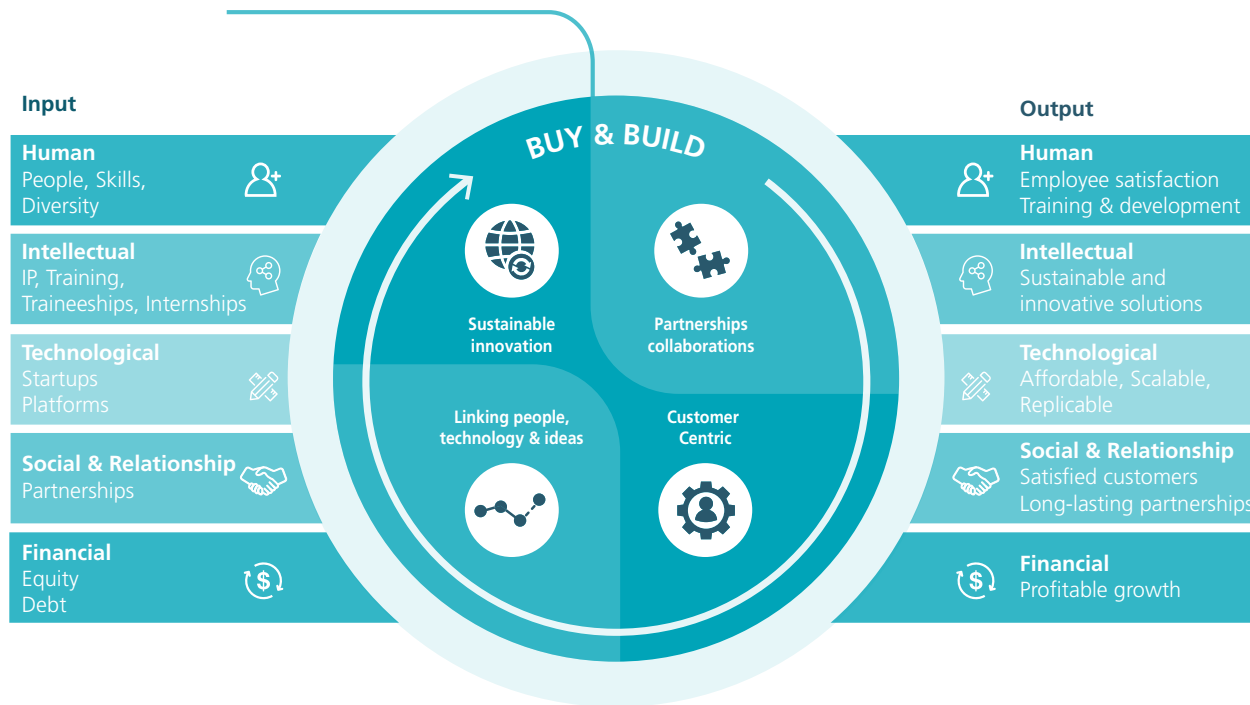 Input
Human
People, Skills,
Diversity
Intellectual
IP, Training,
Traineeships, Internships
Technological
Startups
Platforms
Social & Relationship
Partnerships
Financial
Equity
Debt
BUY & BUILD
Sustainable
innovation
Partnerships
collaborations
Linking people,
technology & ideas
Customer
Centric
Output
Human
Employee satisfaction
Training & development
Intellectual
Sustainable and
innovative solutions
Technological
Affordable, Scalable,
Replicable
Social & Relationship
Satisfied customers
Long-lasting partnerships
Financial
Profitable growth